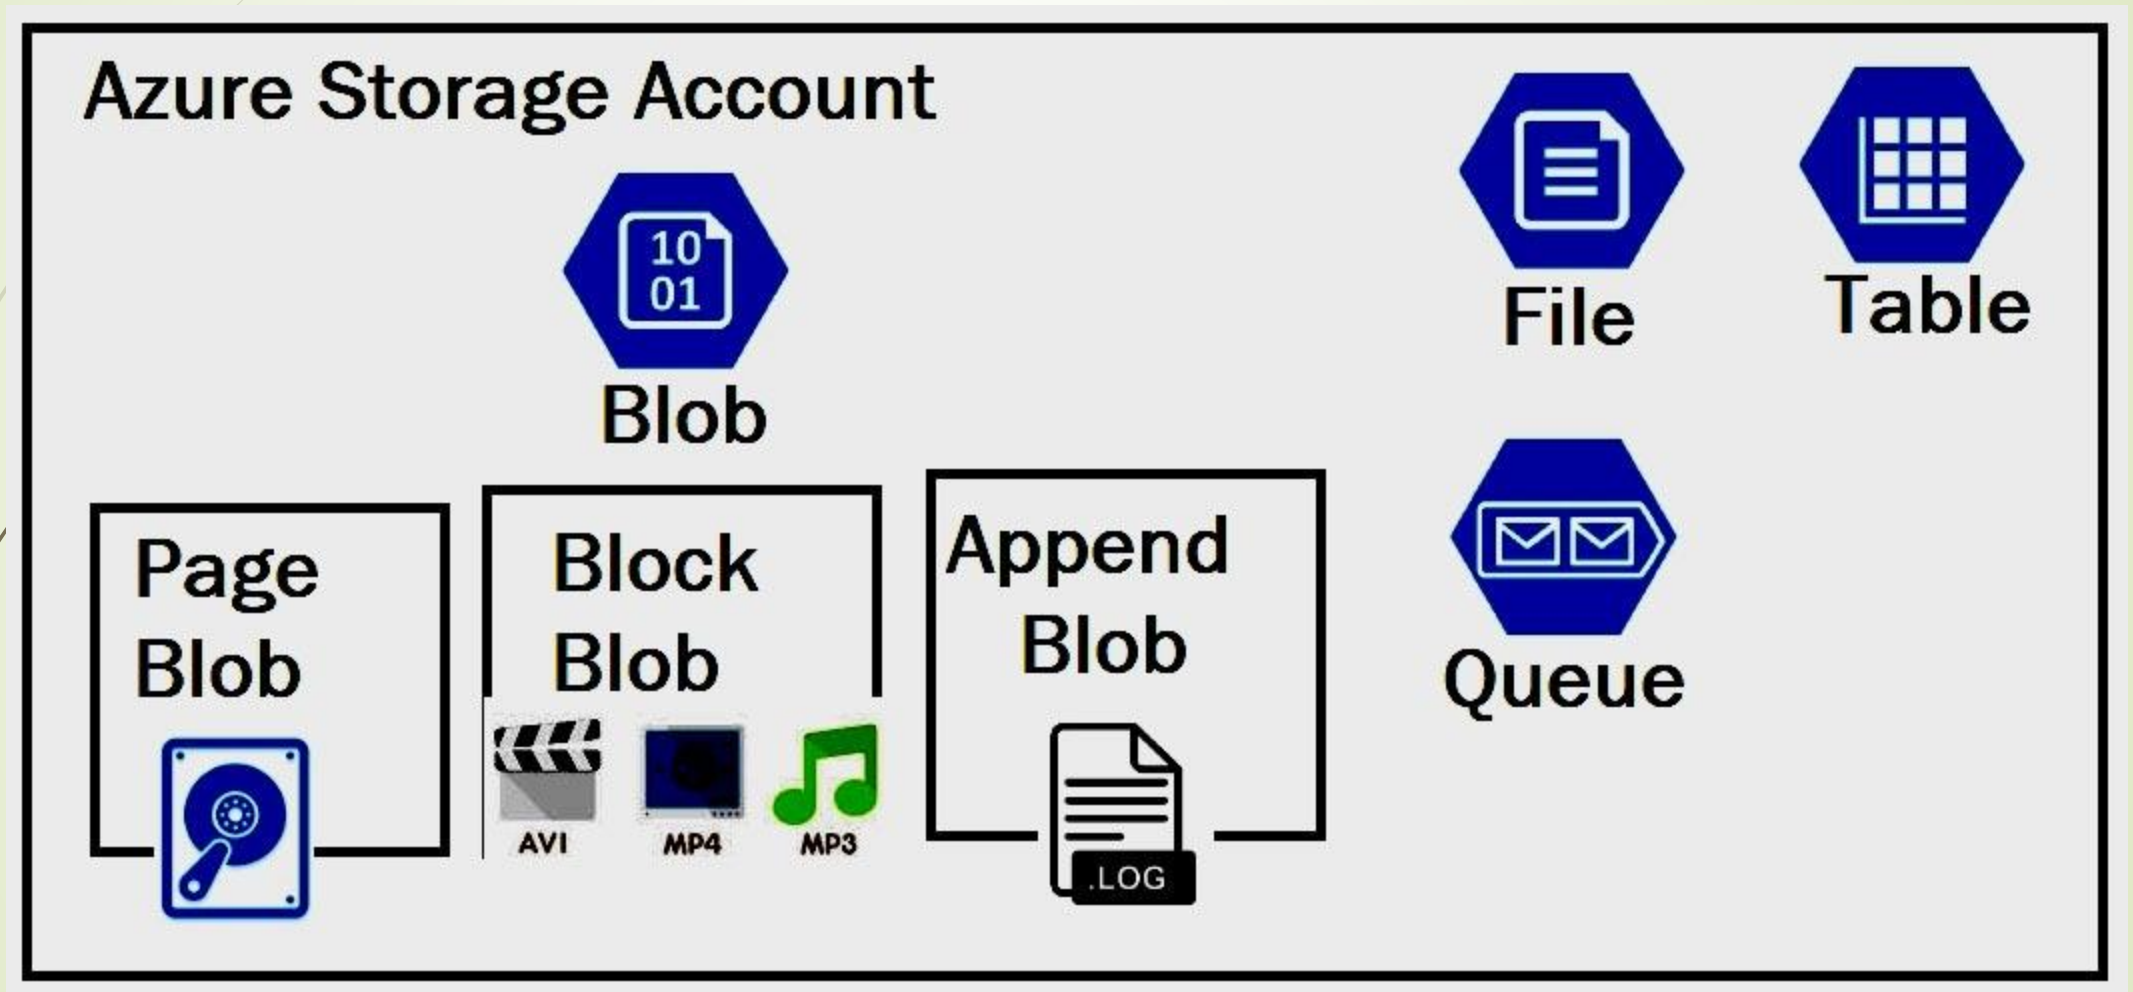 Azure Storage Account
10
01
Blob
File
Table
Page
Blob
Block
Blob
AVI
MP4
MP3
Append
Blob
.LOG
Queue